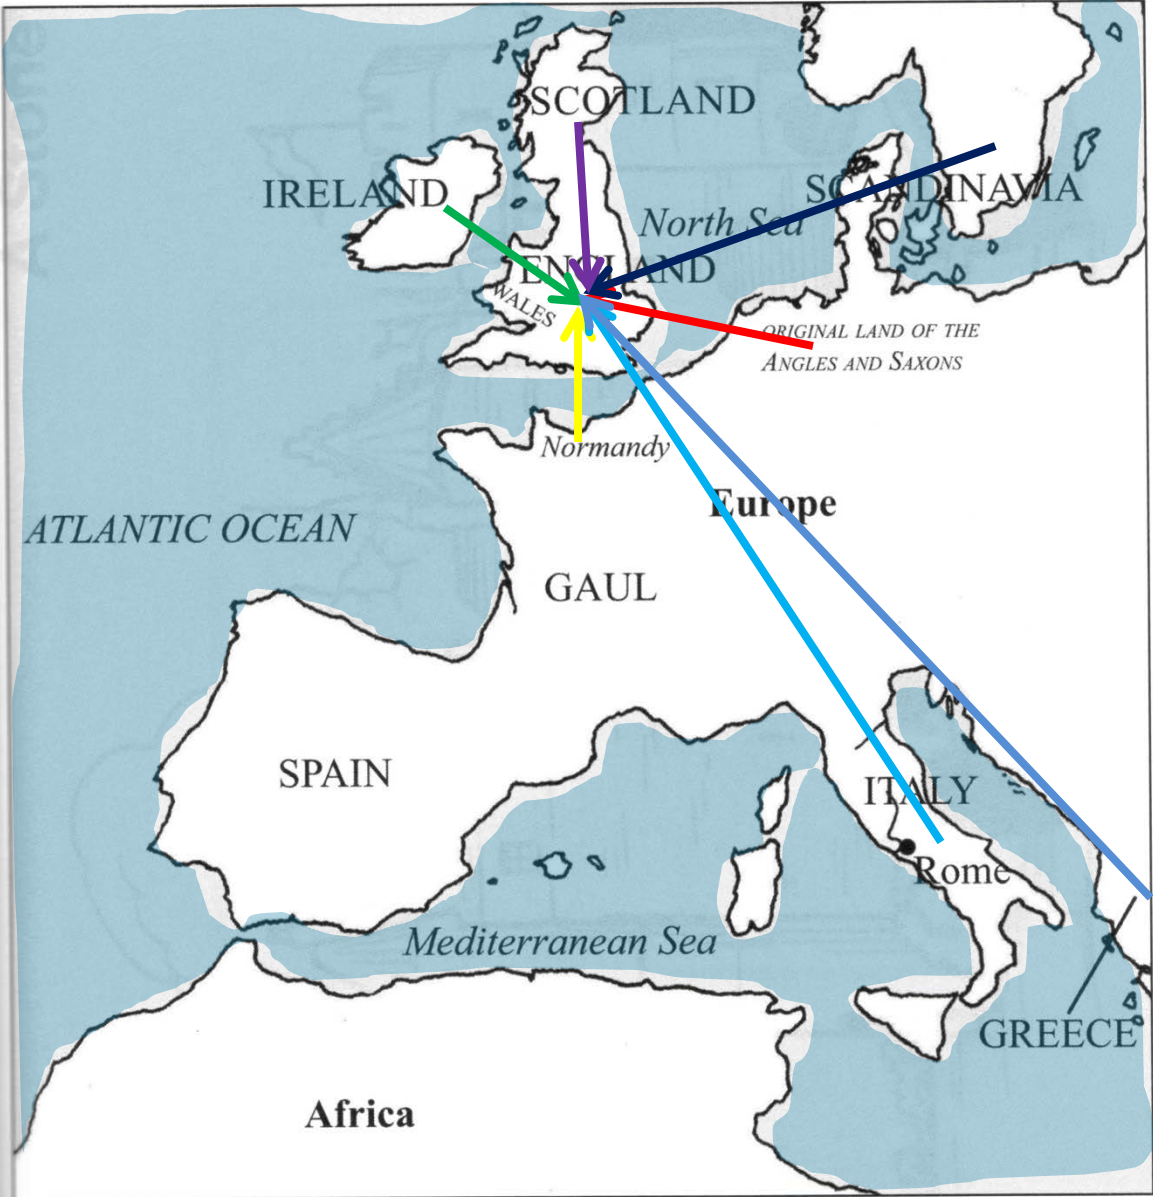 SCOTLAND
IRELAND
SCANDINAVIA
North Sea
ENGLAND
WALES
ORIGINAL LAND OF THE
ANGLES AND SAXONS
Normandy
Europe
ATLANTIC OCEAN
GAUL
SPAIN
ITALY
Rome
Mediterranean Sea
GREECE
Africa